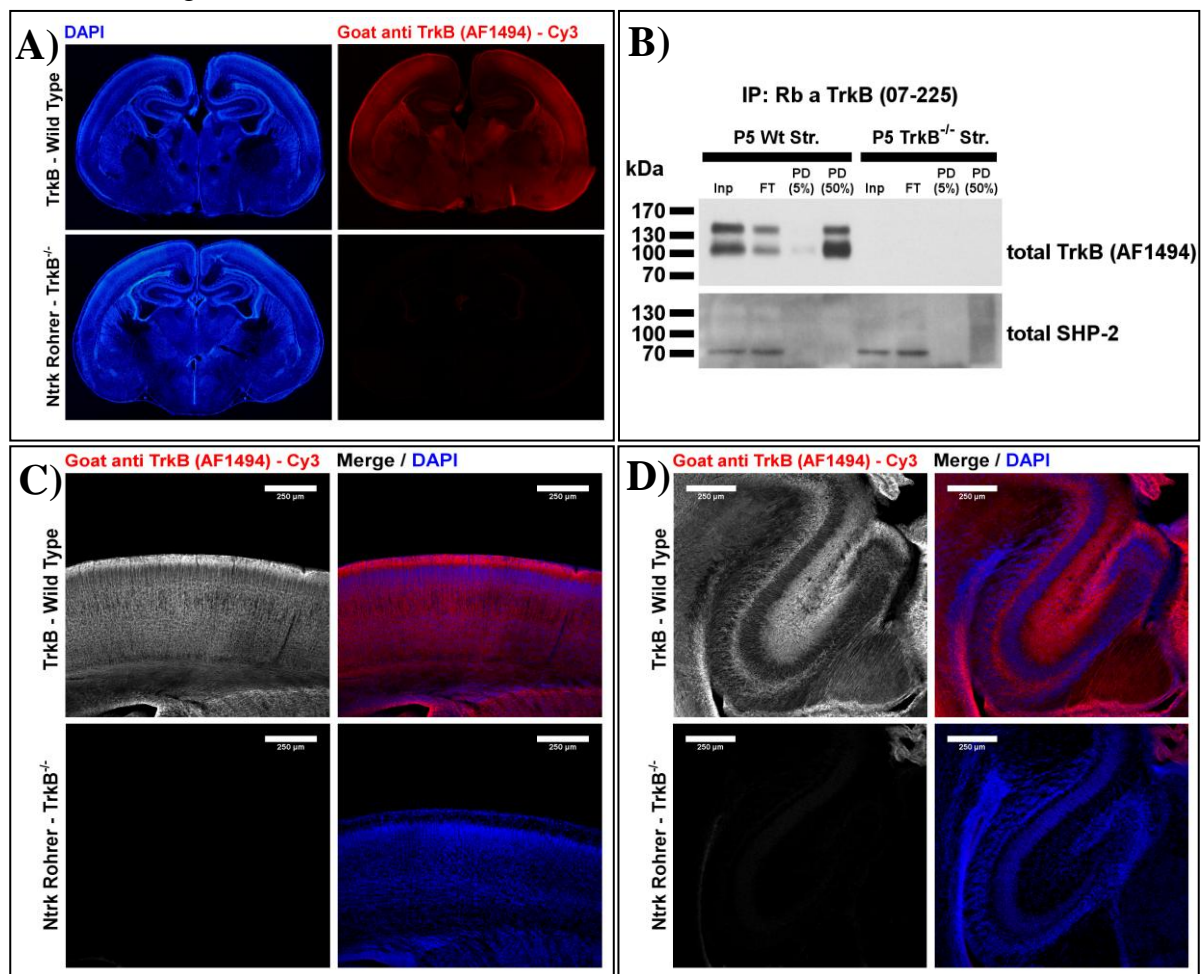 A)
DAPI
Goat anti TrkB (AF1494) - Cy3
TrkB - Wild Type
Ntrk Rohrer - TrkB-/-
B)
IP: Rb a TrkB (07-225)
P5 Wt Str.
P5 TrkB-/- Str.
kDa
Inp
FT
PD (5%)
PD (50%)
Inp
FT
PD (5%)
PD (50%)
170
130
100
70
total TrkB (AF1494)
130
100
70
total SHP-2
C)
Goat anti TrkB (AF1494) - Cy3
Merge / DAPI
TrkB - Wild Type
250 µm
250 µm
Ntrk Rohrer - TrkB-/-
250 µm
250 µm
D)
Goat anti TrkB (AF1494) - Cy3
Merge / DAPI
TrkB - Wild Type
250 µm
250 µm
Ntrk Rohrer - TrkB-/-
250 µm
250 µm